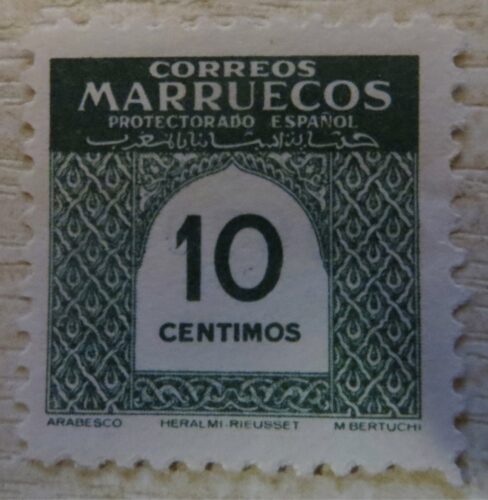 CORREOS
MARRUECOS
PROTECTORADO ESPAÑOL
10
CENTIMOS
ARABESCO HERALMI-RIEUSSET M BERTUCHI